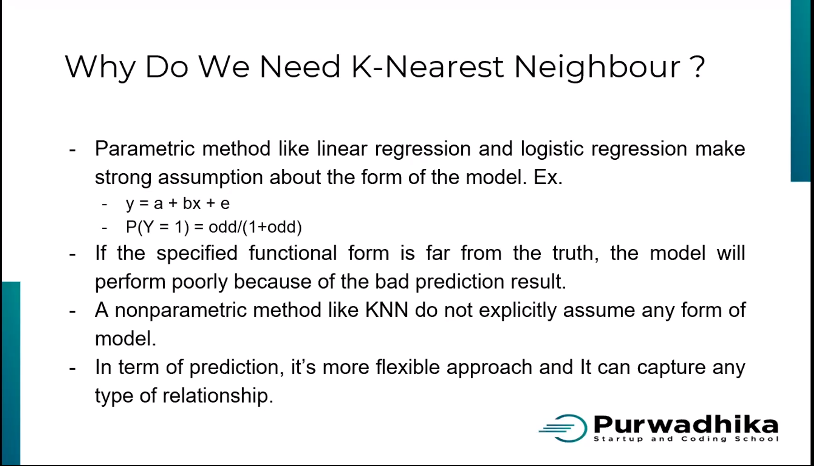 Why Do We Need K-Nearest Neighbour ?
- Parametric method like linear regression and logistic regression make
strong assumption about the form of the model. Ex.
- y = a + bx + e
- P(Y = 1) = odd/(1+odd)
- If the specified functional form is far from the truth, the model will
perform poorly because of the bad prediction result.
- A nonparametric method like KNN do not explicitly assume any form of
model.
- In term of prediction, it's more flexible approach and It can capture any
type of relationship.
Purwadhika
Startup and Coding School